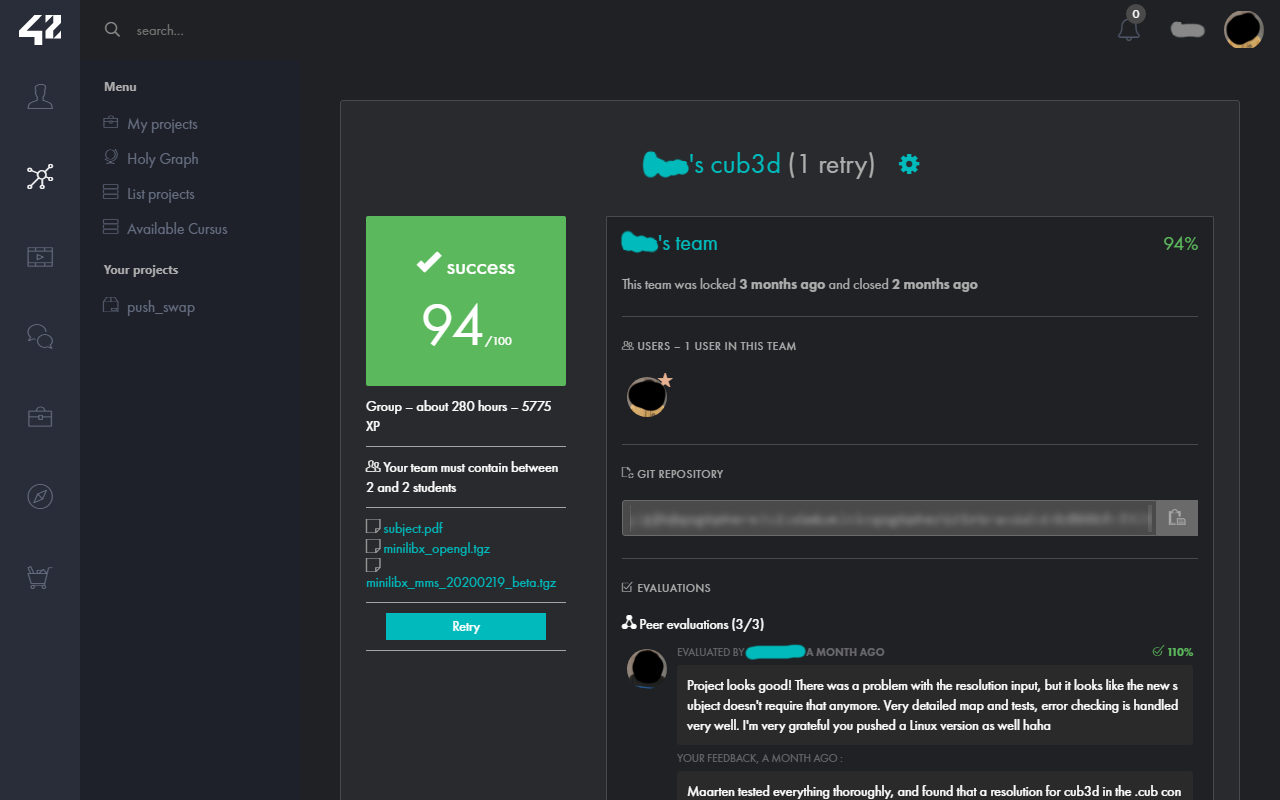 42
search...
0
Menu
My projects
Holy Graph
List projects
Available Cursus
Your projects
push_swap
's cub3d (1 retry)
success
94/100
Group – about 280 hours – 5775
XP
Your team must contain between
2 and 2 students
subject.pdf
minilibx_opengl.tgz
minilibx_mms_20200219_beta.tgz
Retry
's team
94%
This team was locked 3 months ago and closed 2 months ago
USERS – 1 USER IN THIS TEAM
GIT REPOSITORY
EVALUATIONS
Peer evaluations (3/3)
EVALUATED BY A MONTH AGO
110%
Project looks good! There was a problem with the resolution input, but it looks like the new s
ubject doesn't require that anymore. Very detailed map and tests, error checking is handled
very well. I'm very grateful you pushed a Linux version as well haha
YOUR FEEDBACK, A MONTH AGO :
Maarten tested everything thoroughly, and found that a resolution for cub3d in the .cub con